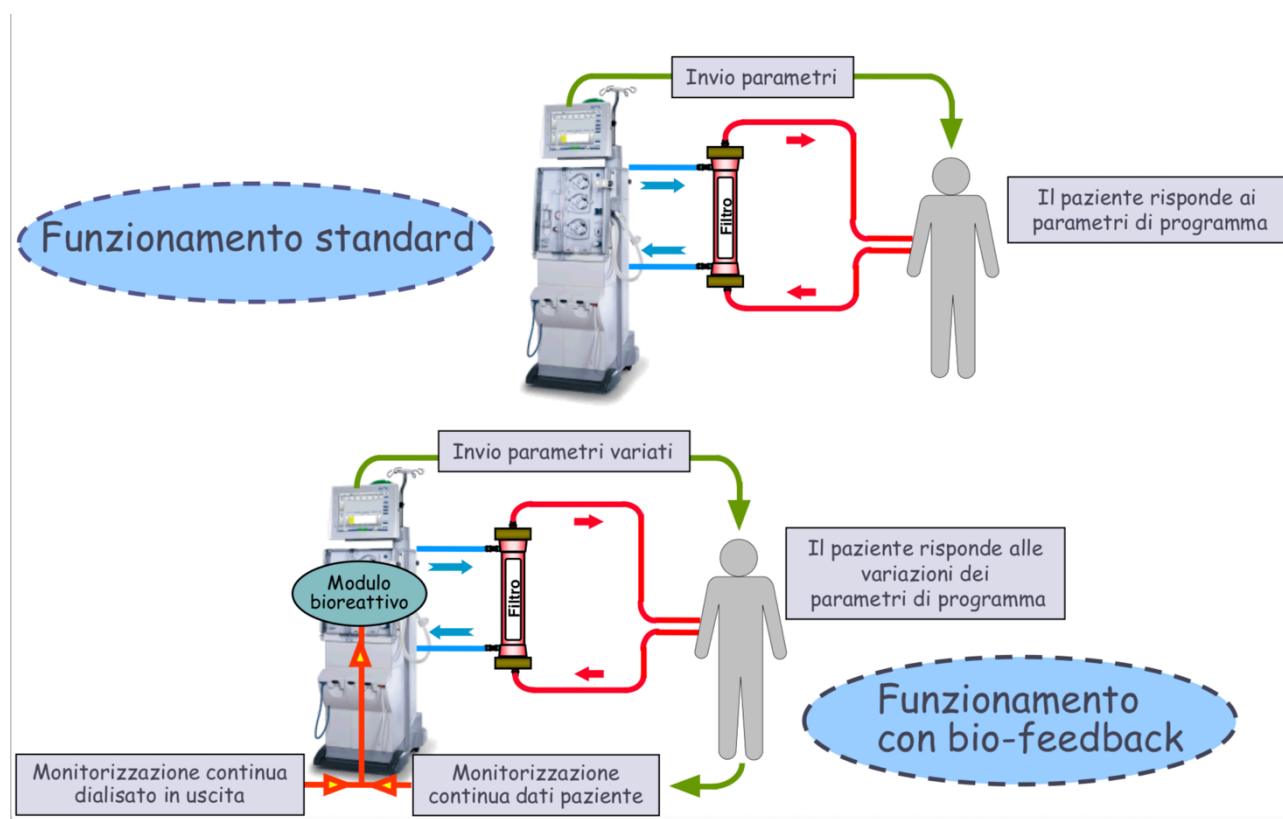 Invio parametri
Filtro
Funzionamento standard
Il paziente risponde ai
parametri di programma
Invio parametri variati
Modulo
bioreattivo
Filtro
Il paziente risponde alle
variazioni dei
parametri di programma
Funzionamento
con bio-feedback
Monitorizzazione continua
dialisato in uscita
Monitorizzazione
continua dati paziente